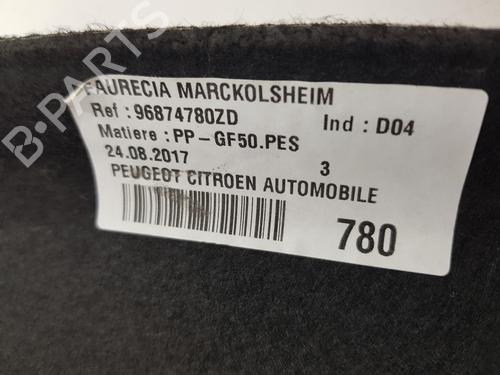 FAURECIA MARCKOLSHEIM
Ref : 96874780ZD Ind : D04
Matiere : PP-GF50.PES
24.08.2017 3
PEUGEOT CITROEN AUTOMOBILE
780
B-PARTS